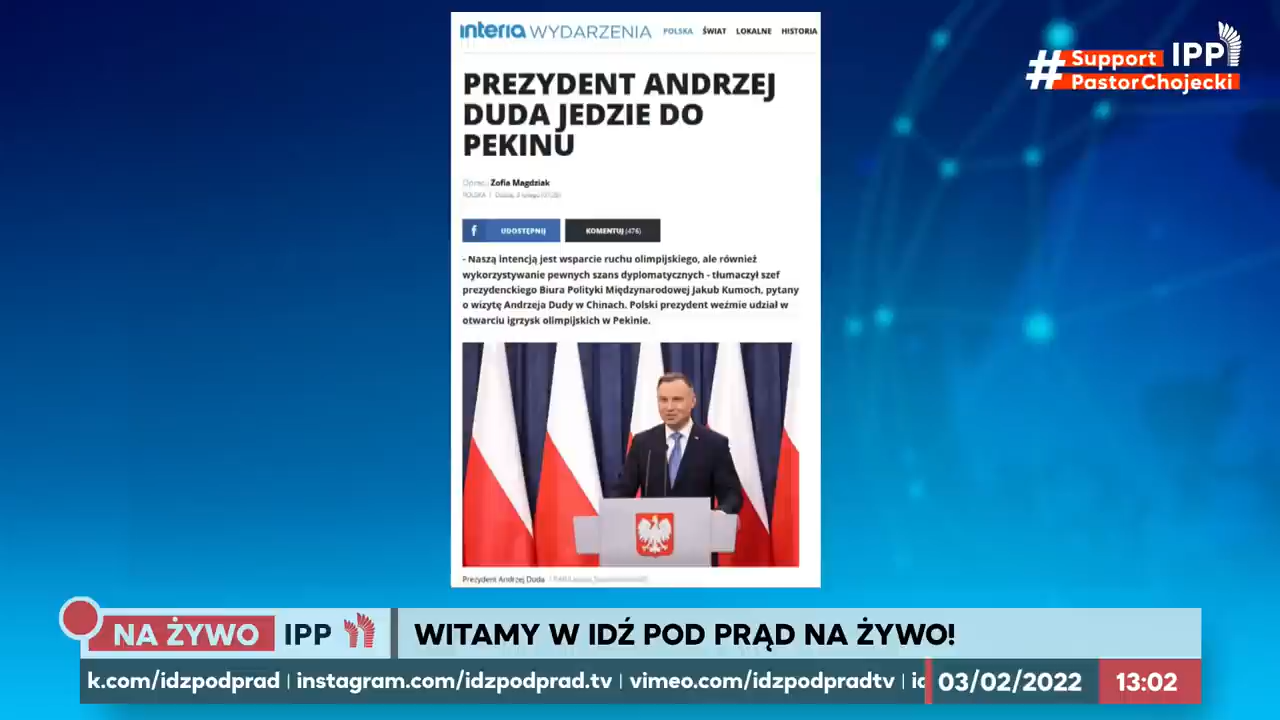 interia WYDARZENIA POLSKA ŚWIAT LOKALNE HISTORIA
PREZYDENT ANDRZEJ
DUDA JEDZIE DO
PEKINU
Zofia Magdziak
POLSKA
UDOSTĘPNIJ KOMENTUJ (476)
- Naszą intencją jest wsparcie ruchu olimpijskiego, ale również
wykorzystywanie pewnych szans dyplomatycznych - tłumaczył szef
prezydenckiego Biura Polityki Międzynarodowej Jakub Kumoch, pytany
o wizytę Andrzeja Dudy w Chinach. Polski prezydent weźmie udział w
otwarciu igrzysk olimpijskich w Pekinie.
Prezydent Andrzej Duda
#Support IPP
PastorChojecki
NA ŻYWO IPP
WITAMY W IDŹ POD PRĄD NA ŻYWO!
k.com/idzpodprad | instagram.com/idzpodprad.tv | vimeo.com/idzpodpradtv |
03/02/2022 13:02